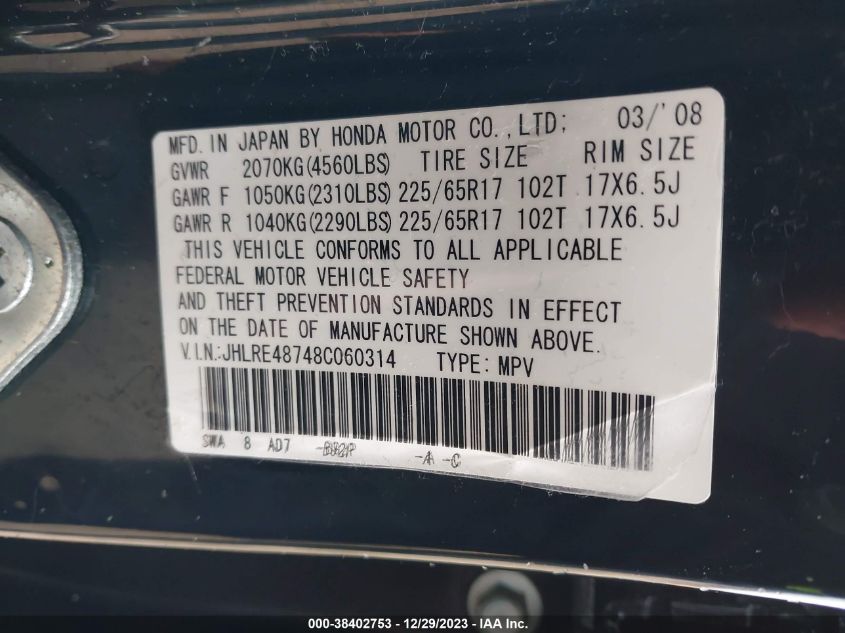 MFD. IN JAPAN BY HONDA MOTOR CO.,LTD; 03/'08
GVWR 2070KG(4560LBS) TIRE SIZE RIM SIZE
GAWR F 1050KG(2310LBS) 225/65R17 102T 17X6.5J
GAWR R 1040KG(2290LBS) 225/65R17 102T 17X6.5J
THIS VEHICLE CONFORMS TO ALL APPLICABLE
FEDERAL MOTOR VEHICLE SAFETY
AND THEFT PREVENTION STANDARDS IN EFFECT
ON THE DATE OF MANUFACTURE SHOWN ABOVE.
V.I.N.:JHLRE48748C060314 TYPE: MPV
SWA 8 AD7 -A -C
000-38402753 - 12/29/2023 - IAA Inc.